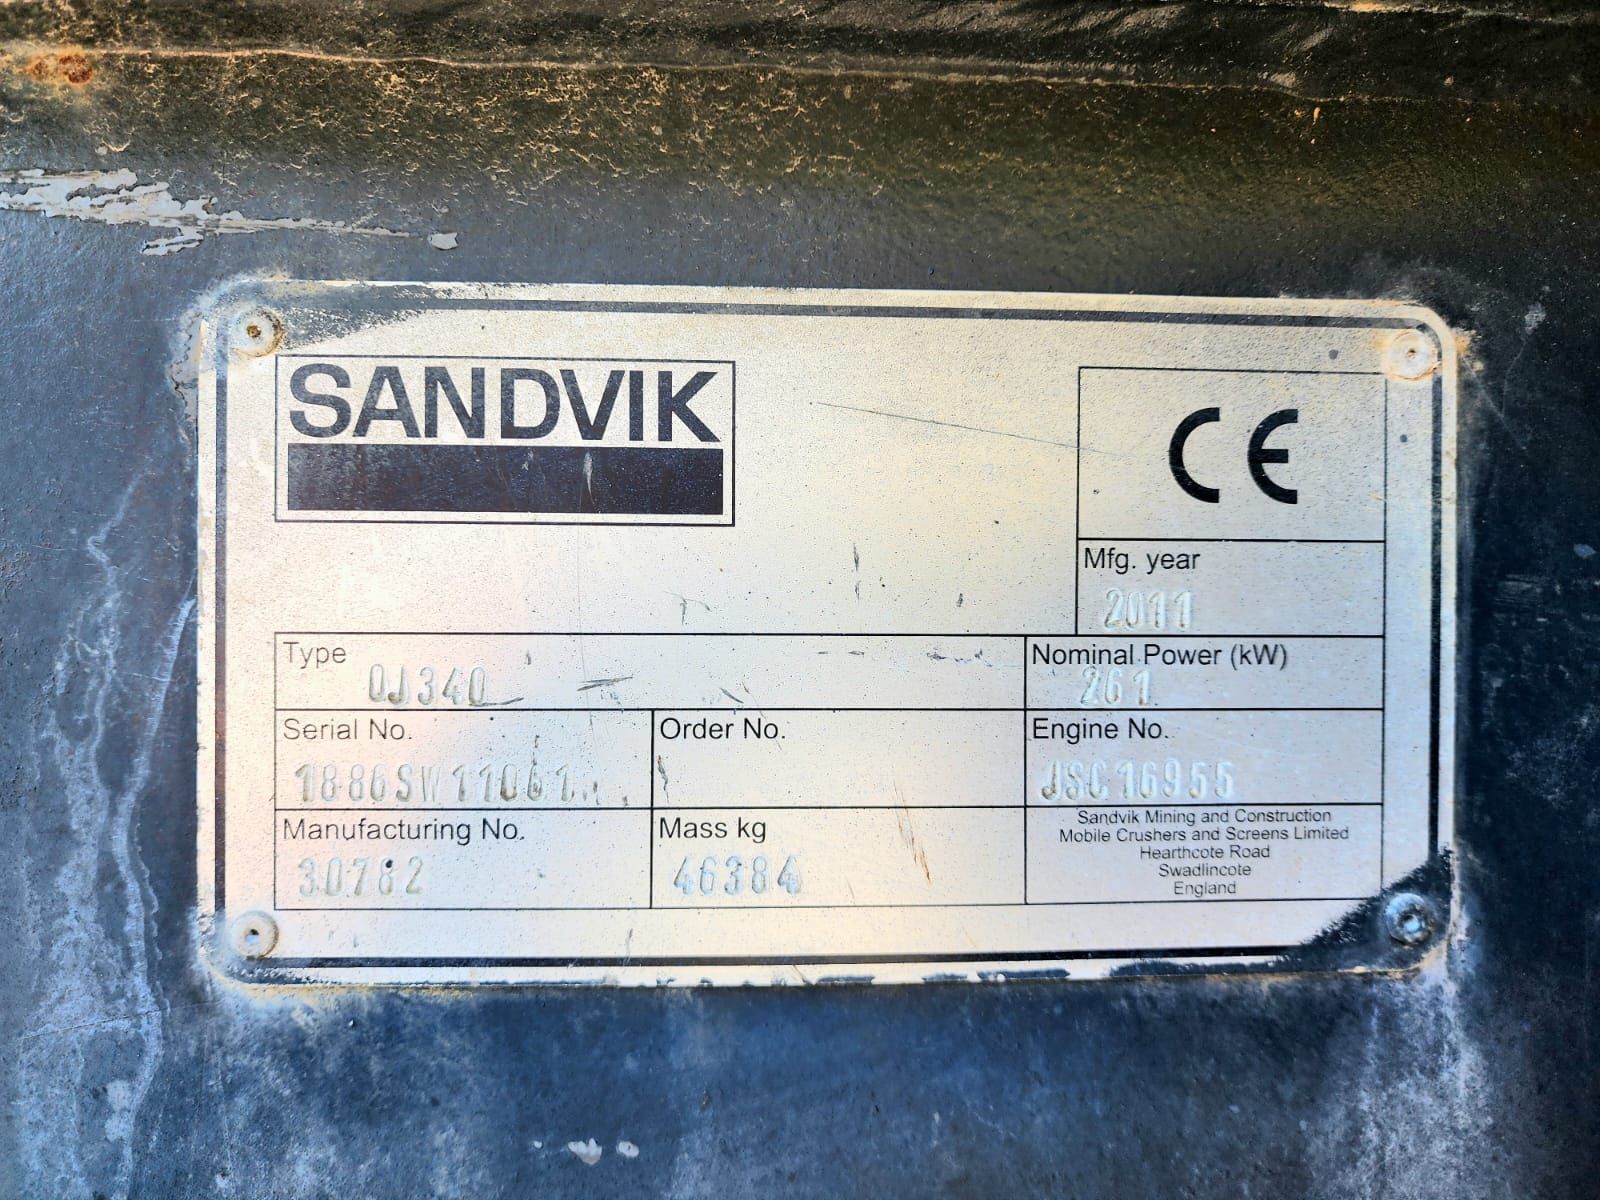 SANDVIK
CE
Mfg. year
2011
Type
QJ340
Nominal Power (kW)
261
Serial No.
1886SW11061
Order No.
Engine No.
JSC16955
Manufacturing No.
30782
Mass kg
46384
Sandvik Mining and Construction
Mobile Crushers and Screens Limited
Hearthcote Road
Swadlincote
England